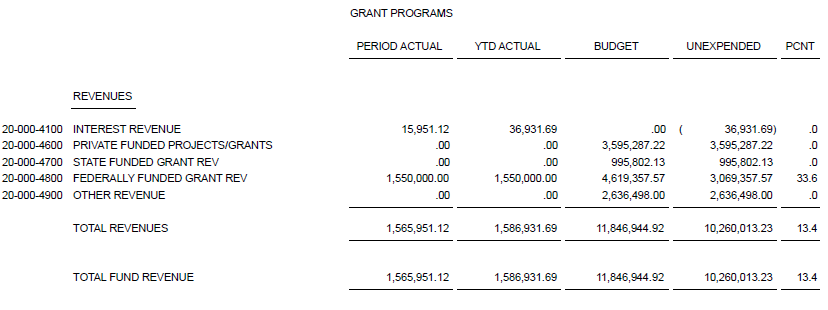 GRANT PROGRAMS
PERIOD ACTUAL YTD ACTUAL BUDGET UNEXPENDED PCNT
REVENUES
20-000-4100 INTEREST REVENUE 15,951.12 36,931.69 .00 ( 36,931.69) .0
20-000-4600 PRIVATE FUNDED PROJECTS/GRANTS .00 .00 3,595,287.22 3,595,287.22 .0
20-000-4700 STATE FUNDED GRANT REV .00 .00 995,802.13 995,802.13 .0
20-000-4800 FEDERALLY FUNDED GRANT REV 1,550,000.00 1,550,000.00 4,619,357.57 3,069,357.57 33.6
20-000-4900 OTHER REVENUE .00 .00 2,636,498.00 2,636,498.00 .0
TOTAL REVENUES 1,565,951.12 1,586,931.69 11,846,944.92 10,260,013.23 13.4
TOTAL FUND REVENUE 1,565,951.12 1,586,931.69 11,846,944.92 10,260,013.23 13.4